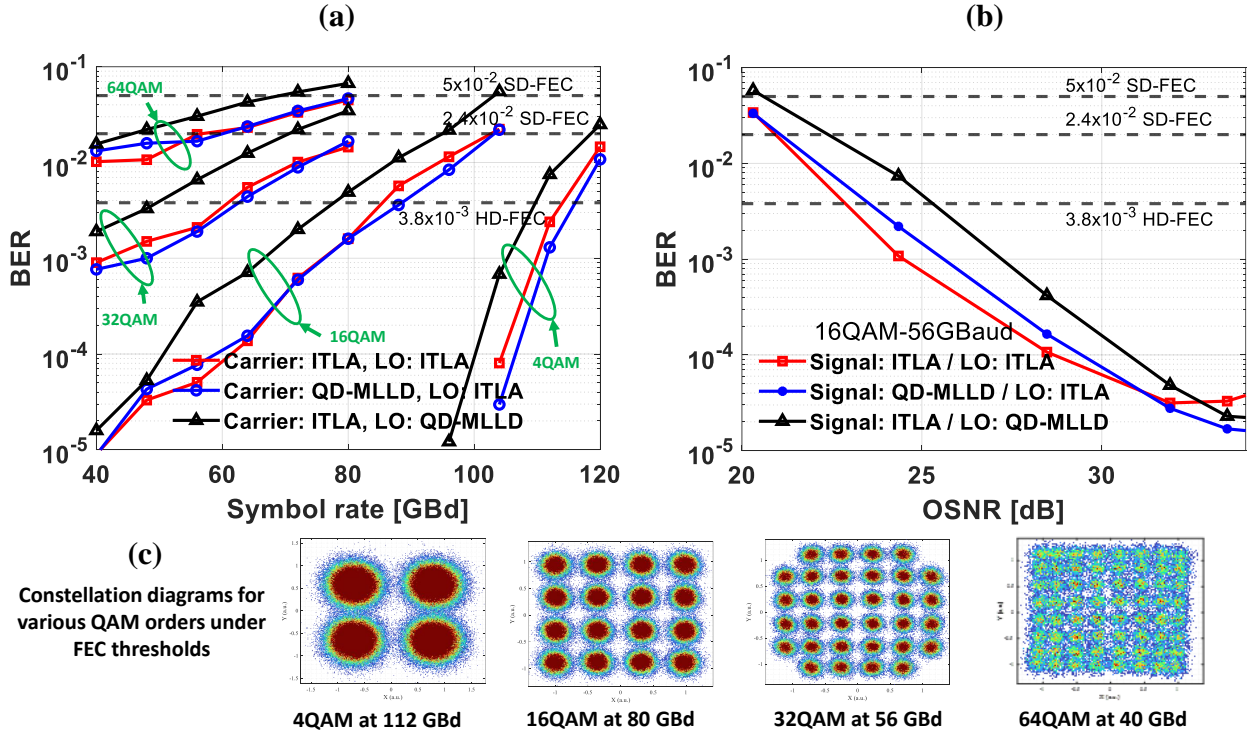 (a)
(b)
10⁻¹
10⁻²
10⁻³
10⁻⁴
10⁻⁵
BER
40
60
80
100
120
Symbol rate [GBd]
64QAM
32QAM
16QAM
4QAM
5x10⁻² SD-FEC
2.4x10⁻² SD-FEC
3.8x10⁻³ HD-FEC
Carrier: ITLA, LO: ITLA
Carrier: QD-MLLD, LO: ITLA
Carrier: ITLA, LO: QD-MLLD
10⁻¹
10⁻²
10⁻³
10⁻⁴
10⁻⁵
BER
20
25
30
OSNR [dB]
5x10⁻² SD-FEC
2.4x10⁻² SD-FEC
3.8x10⁻³ HD-FEC
16QAM-56GBaud
Signal: ITLA / LO: ITLA
Signal: QD-MLLD / LO: ITLA
Signal: ITLA / LO: QD-MLLD
(c)
Constellation diagrams for
various QAM orders under
FEC thresholds
X (a.u.)
Y (a.u.)
4QAM at 112 GBd
X (a.u.)
Y (a.u.)
16QAM at 80 GBd
X (a.u.)
Y (a.u.)
32QAM at 56 GBd
64QAM at 40 GBd